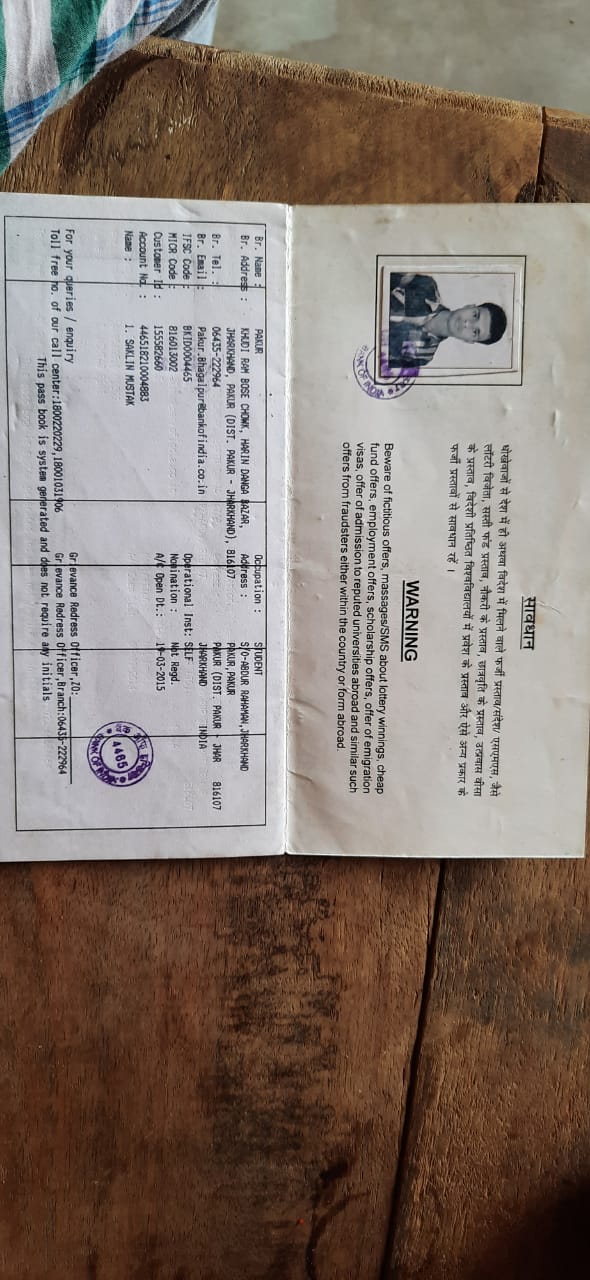 सावधान
धोखेबाजों से देश में ही अथवा विदेश में मिलने वाले फर्जी प्रस्ताव/संदेश/ एसएमएस, जैसे
लॉटरी विजेता, सस्ती फंड प्रस्ताव, नौकरी के प्रस्ताव, छात्रवृत्ति के प्रस्ताव, उत्प्रवास वीसा
के प्रस्ताव, विदेशी प्रतिष्ठित विश्वविद्यालयों में प्रवेश के प्रस्ताव और ऐसे अन्य प्रकार के
फर्जी प्रस्तावों से सावधान रहें ।
WARNING
Beware of fictitious offers, massages/SMS about lottery winnings, cheap
fund offers, employment offers, scholarship offers, offer of emigration
visas, offer of admission to reputed universities abroad and similar such
offers from fraudsters either within the country or form abroad.
BANK OF INDIA
Br. Name : PAKUR Occupation : STUDENT
Br. Address : KHUDI RAM BOSE CHOWK, HARIN DANGA BAZAR, Address : S/O-ABDUR RAHAMAN,JHARKHAND
JHARKHAND, PAKUR (DIST. PAKUR - JHARKHAND), 816107 PAKUR,PAKUR
Br. Tel. : 06435-222964 PAKUR (DIST. PAKUR JHAR 816107
Br. Email : Pakur.Bhagalpur@bankofindia.co.in JHARKHAND INDIA
IFSC Code : BKID0004465 Operational Inst: SELF
MICR Code : 816013002 Nomination : Not Regd.
Customer Id : 155582660 A/c Open Dt.: 19-03-2015
Account No. : 446518210004883
Name : 1. SAKLIN MUSTAK
4465
BANK OF INDIA
For your queries / enquiry Grievance Redress Officer,ZO:
Toll free no. of our call center:1800220229,18001031906 Grievance Redress Officer,Branch:06435-222964
This pass book is system generated and does not require any initials